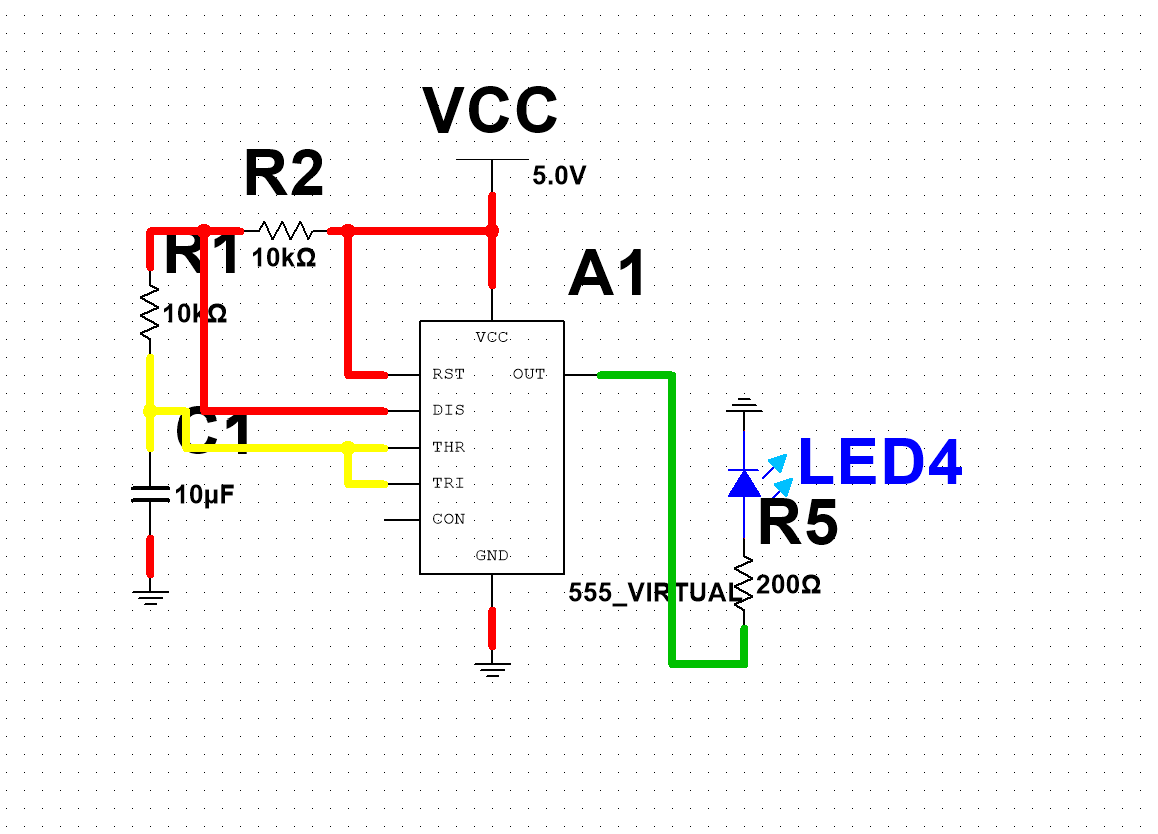 VCC
5.0V
R2
10kΩ
R1
10kΩ
A1
VCC
RST
OUT
DIS
THR
TRI
CON
GND
C1
10µF
LED4
R5
200Ω
555_VIRTUAL